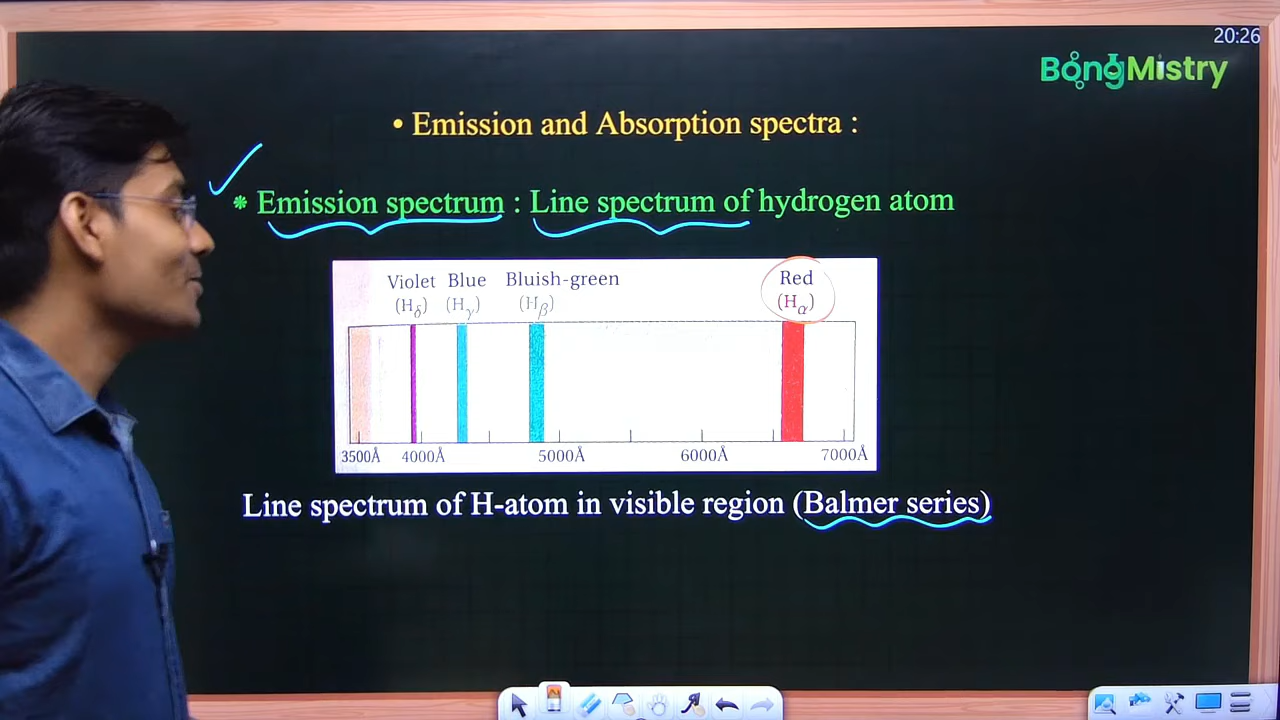 20:26
BongMistry
• Emission and Absorption spectra :
* Emission spectrum : Line spectrum of hydrogen atom
Violet Blue Bluish-green Red
(Hδ) (Hγ) (Hβ) (Hα)
3500Å 4000Å 5000Å 6000Å 7000Å
Line spectrum of H-atom in visible region (Balmer series)